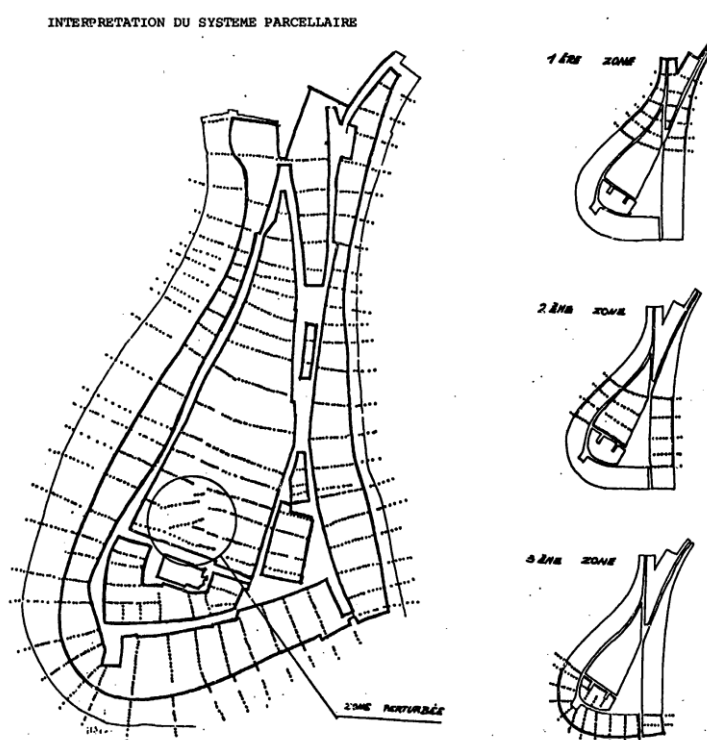 INTERPRETATION DU SYSTEME PARCELLAIRE
1 ÈRE ZONE
2 ÈME ZONE
3 ÈME ZONE
ZONE PERTURBÉE